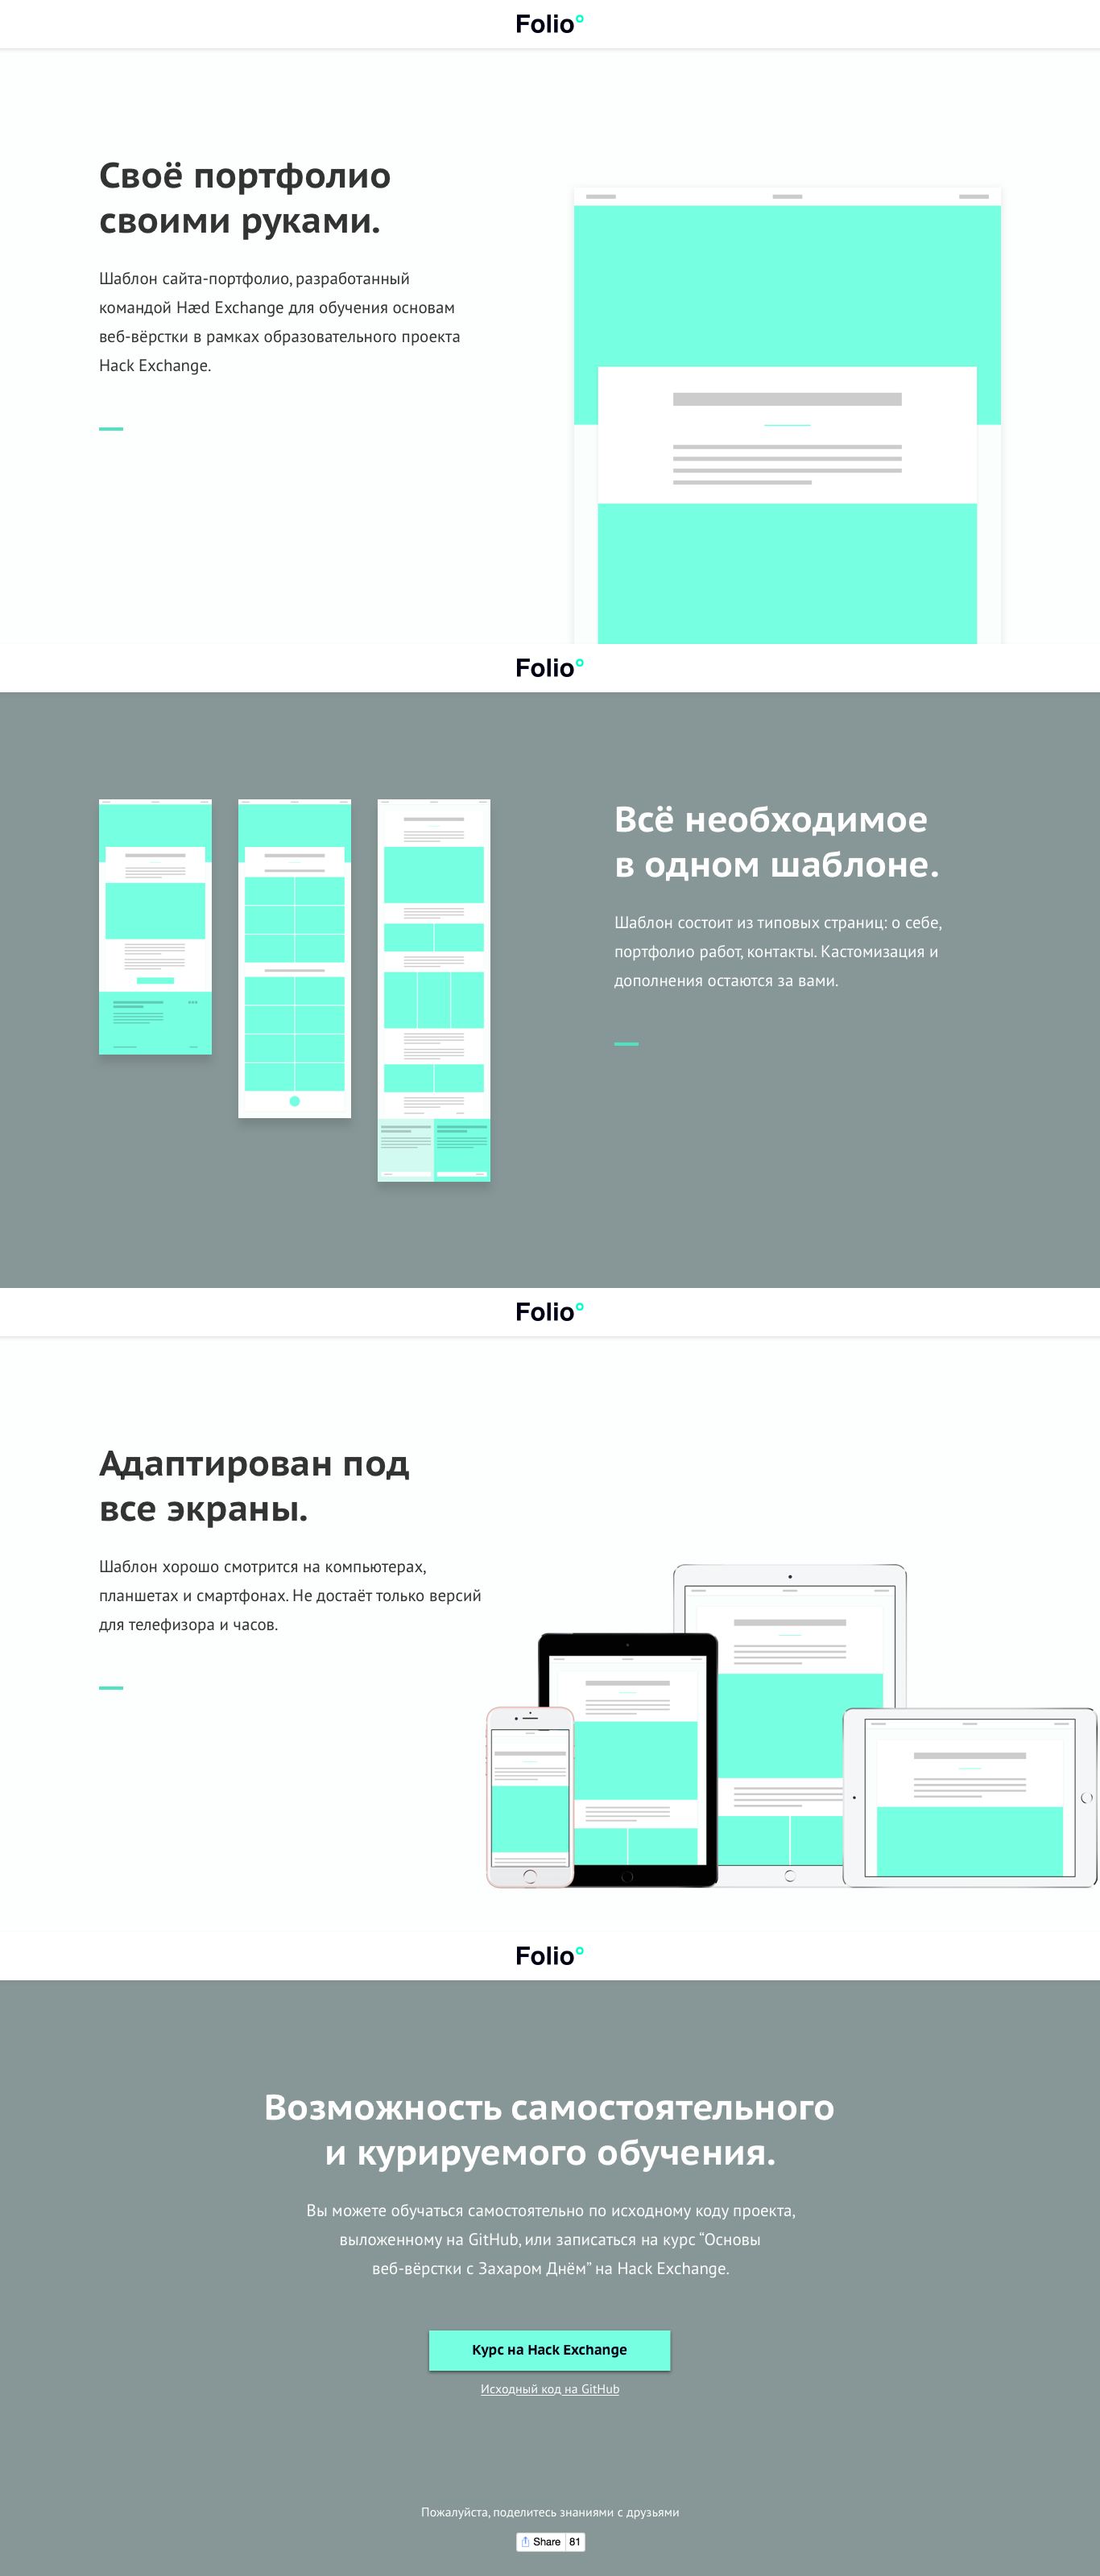 Folio°
Своё портфолио
своими руками.
Шаблон сайта-портфолио, разработанный
командой Hæd Exchange для обучения основам
веб-вёрстки в рамках образовательного проекта
Hack Exchange.
Folio°
Всё необходимое
в одном шаблоне.
Шаблон состоит из типовых страниц: о себе,
портфолио работ, контакты. Кастомизация и
дополнения остаются за вами.
Folio°
Адаптирован под
все экраны.
Шаблон хорошо смотрится на компьютерах,
планшетах и смартфонах. Не достаёт только версий
для телефизора и часов.
Folio°
Возможность самостоятельного
и курируемого обучения.
Вы можете обучаться самостоятельно по исходному коду проекта,
выложенному на GitHub, или записаться на курс “Основы
веб-вёрстки с Захаром Днём” на Hack Exchange.
Курс на Hack Exchange
Исходный код на GitHub
Пожалуйста, поделитесь знаниями с друзьями
Share 81